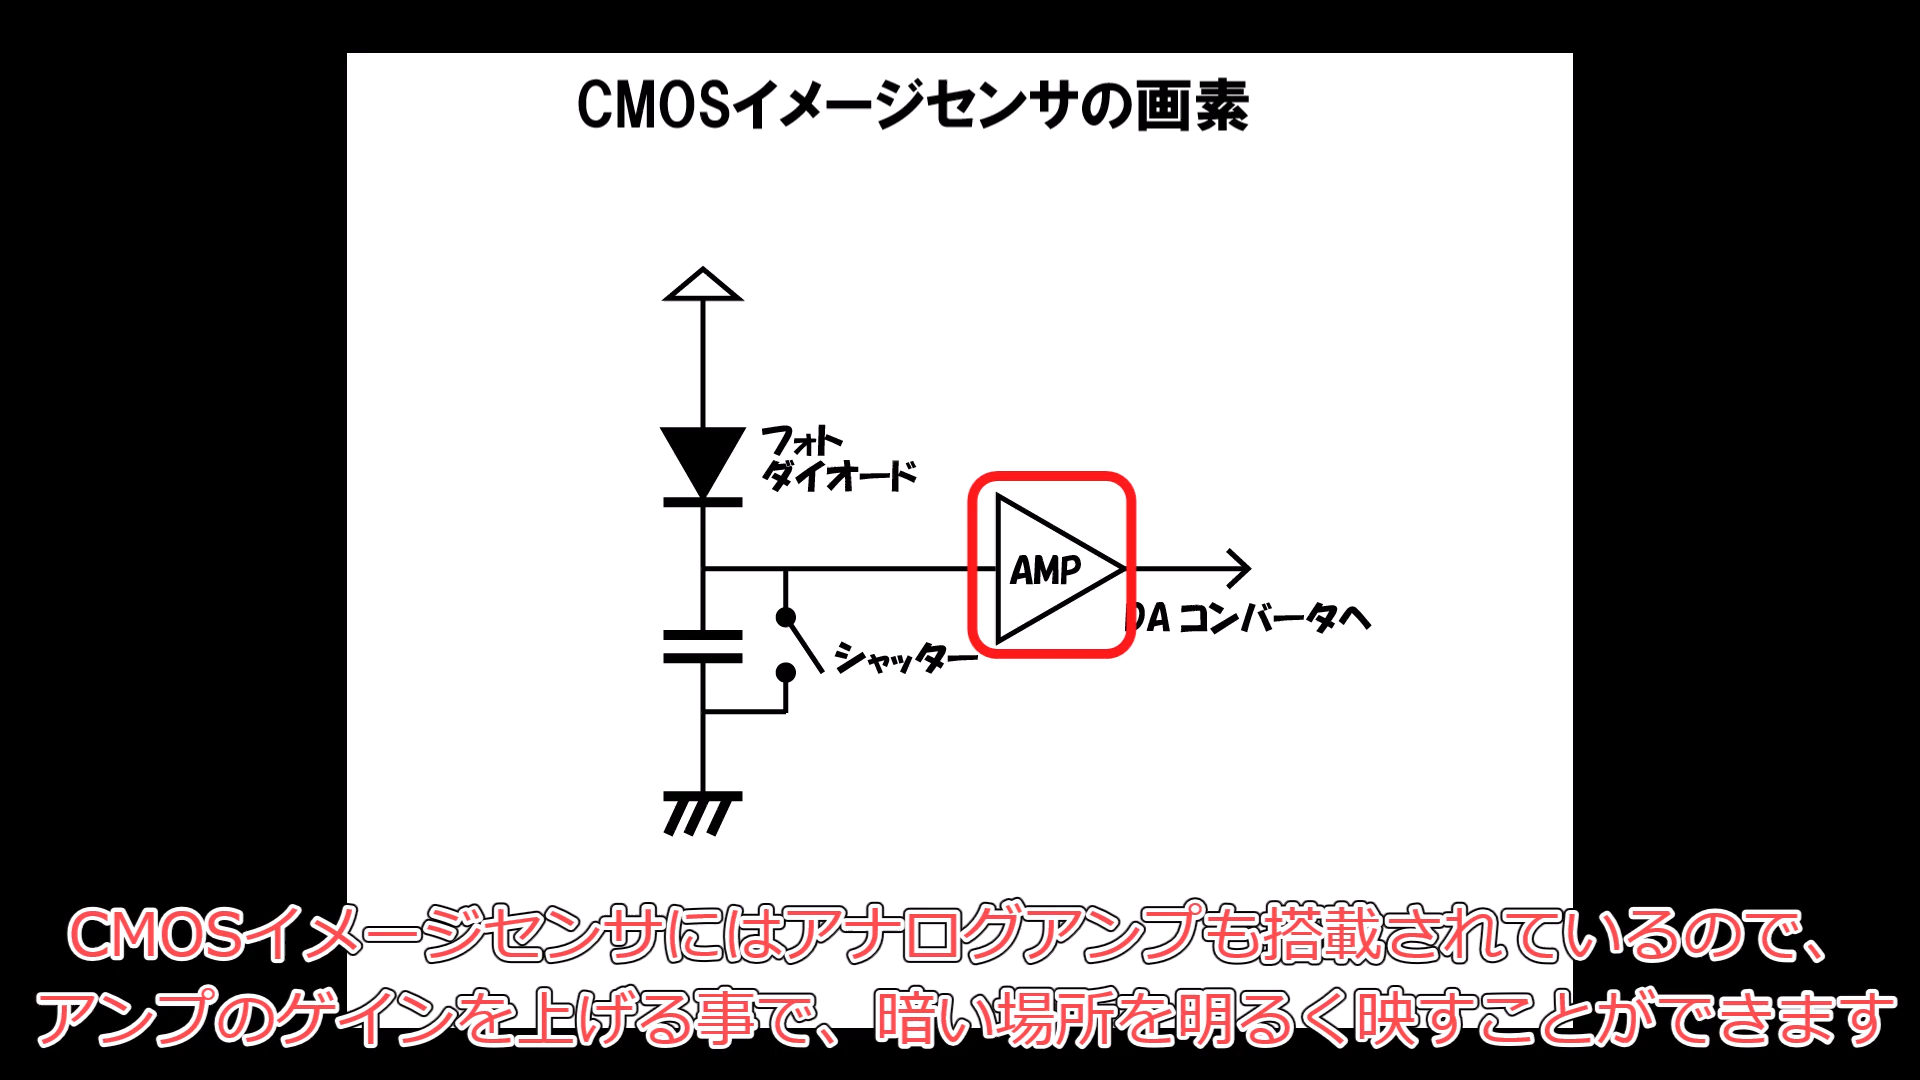 CMOSイメージセンサの画素
フォト
ダイオード
AMP
DAコンバータへ
シャッター
CMOSイメージセンサにはアナログアンプも搭載されているので、
アンプのゲインを上げる事で、暗い場所を明るく映すことができます